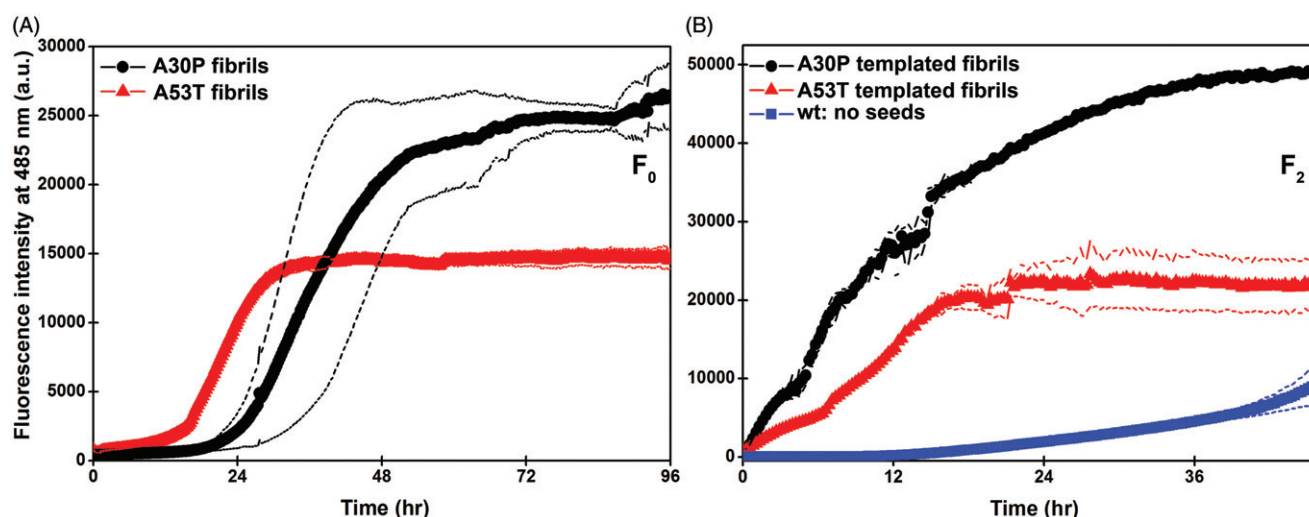 (A)
30000
25000
20000
15000
10000
5000
0
Fluorescence intensity at 485 nm (a.u.)
A30P fibrils
A53T fibrils
F0
0 24 48 72 96
Time (hr)
(B)
50000
40000
30000
20000
10000
0
A30P templated fibrils
A53T templated fibrils
wt: no seeds
F2
0 12 24 36
Time (hr)